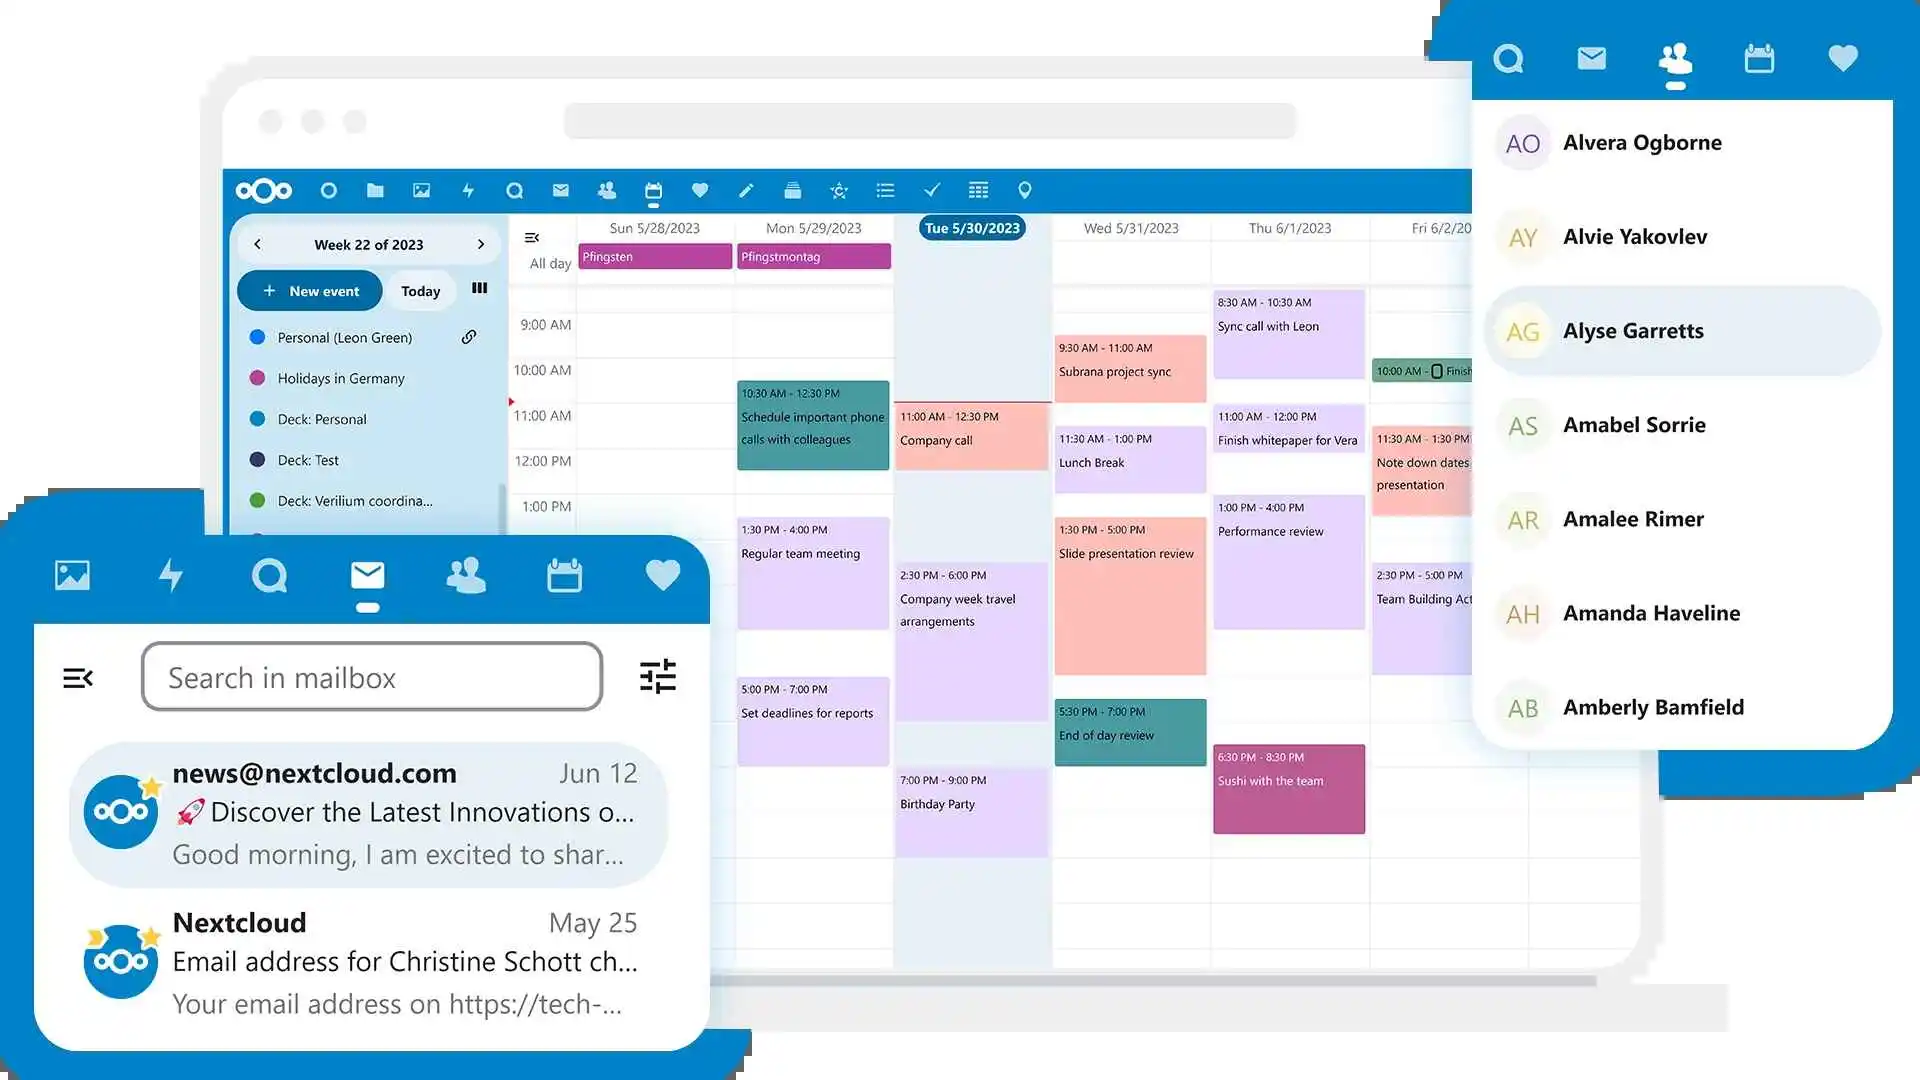 Week 22 of 2023
New event
Today
Personal (Leon Green)
Holidays in Germany
Deck: Personal
Deck: Test
Deck: Verilium coordina...
Sun 5/28/2023
Mon 5/29/2023
Tue 5/30/2023
Wed 5/31/2023
Thu 6/1/2023
Fri 6/2/20
All day
Pfingsten
Pfingstmontag
9:00 AM
10:00 AM
11:00 AM
12:00 PM
1:00 PM
10:30 AM - 12:30 PM
Schedule important phone
calls with colleagues
1:30 PM - 4:00 PM
Regular team meeting
5:00 PM - 7:00 PM
Set deadlines for reports
11:00 AM - 12:30 PM
Company call
2:30 PM - 6:00 PM
Company week travel
arrangements
7:00 PM - 9:00 PM
Birthday Party
9:30 AM - 11:00 AM
Subrana project sync
11:30 AM - 1:00 PM
Lunch Break
1:30 PM - 5:00 PM
Slide presentation review
5:30 PM - 7:00 PM
End of day review
8:30 AM - 10:30 AM
Sync call with Leon
11:00 AM - 12:00 PM
Finish whitepaper for Vera
1:00 PM - 4:00 PM
Performance review
6:30 PM - 8:30 PM
Sushi with the team
10:00 AM - Finish
11:30 AM - 1:30 PM
Note down dates
presentation
2:30 PM - 5:00 PM
Team Building Act
AO Alvera Ogborne
AY Alvie Yakovlev
AG Alyse Garretts
AS Amabel Sorrie
AR Amalee Rimer
AH Amanda Haveline
AB Amberly Bamfield
Search in mailbox
news@nextcloud.com Jun 12
🚀 Discover the Latest Innovations o...
Good morning, I am excited to shar...
Nextcloud May 25
Email address for Christine Schott ch...
Your email address on https://tech-...